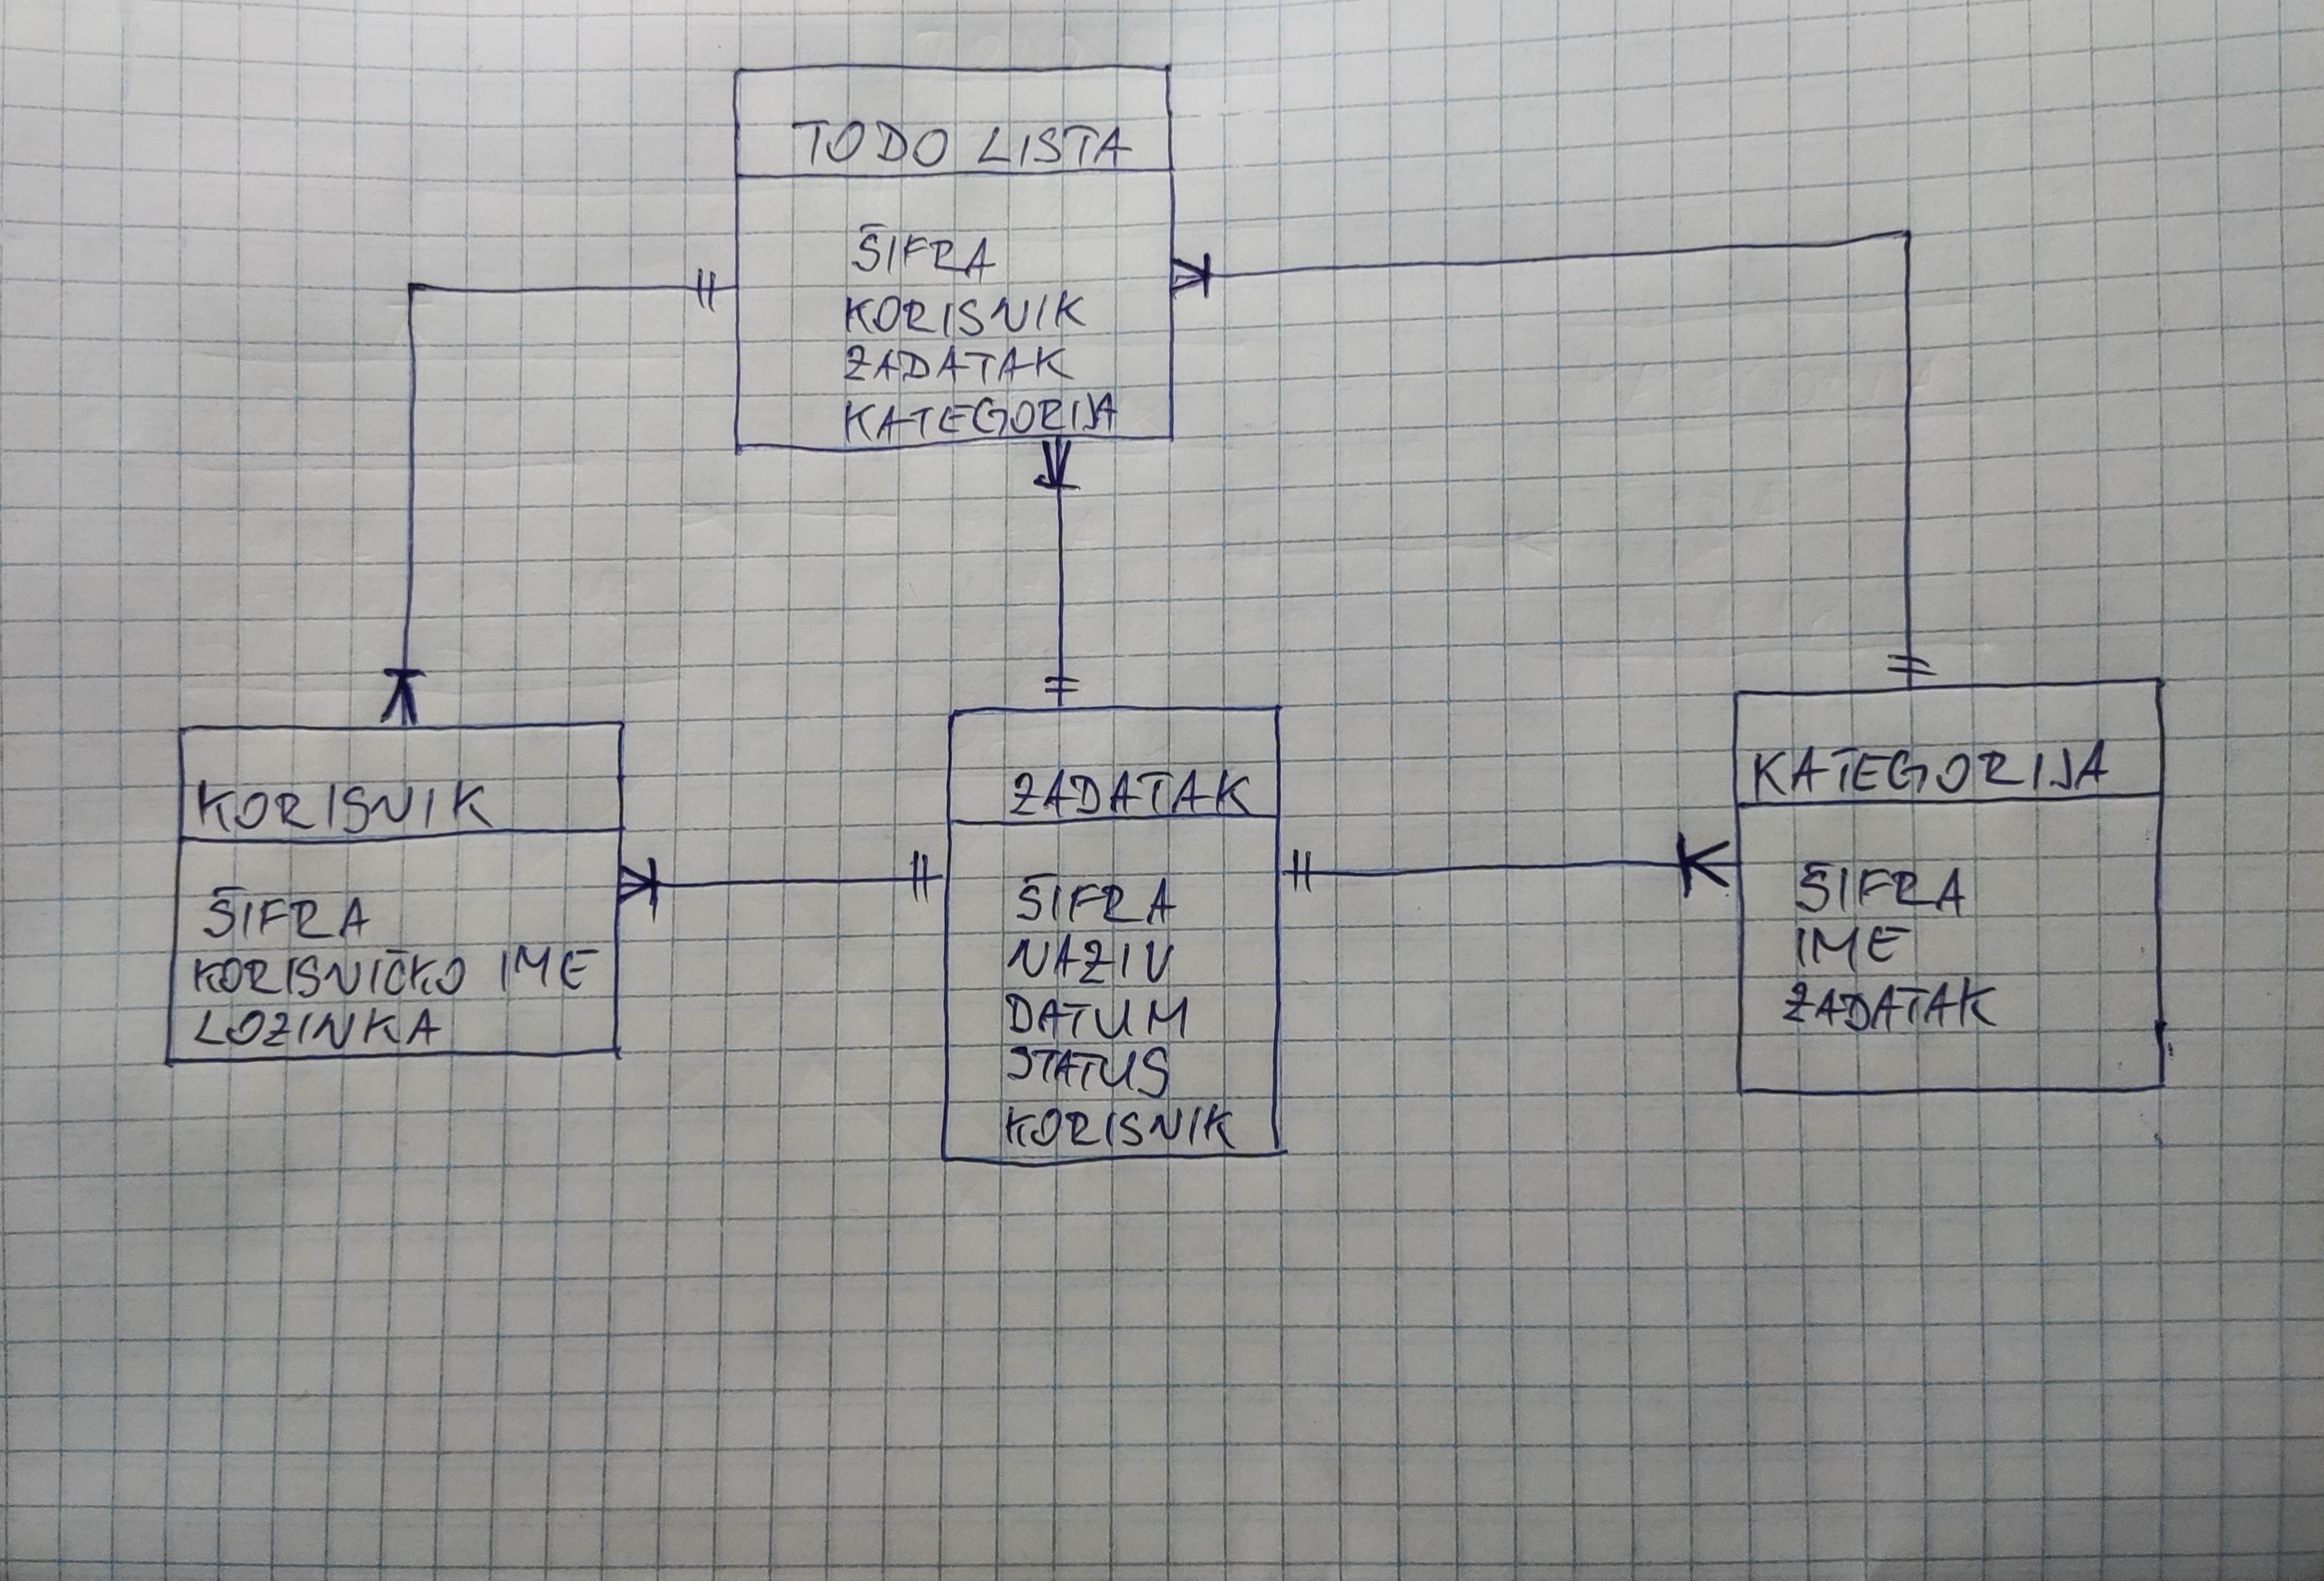 TODO LISTA
ŠIFRA
KORISNIK
ZADATAK
KATEGORIJA
KORISNIK
ŠIFRA
KORISNIČKO IME
LOZINKA
ZADATAK
ŠIFRA
NAZIV
DATUM
STATUS
KORISNIK
KATEGORIJA
ŠIFRA
IME
ZADATAK